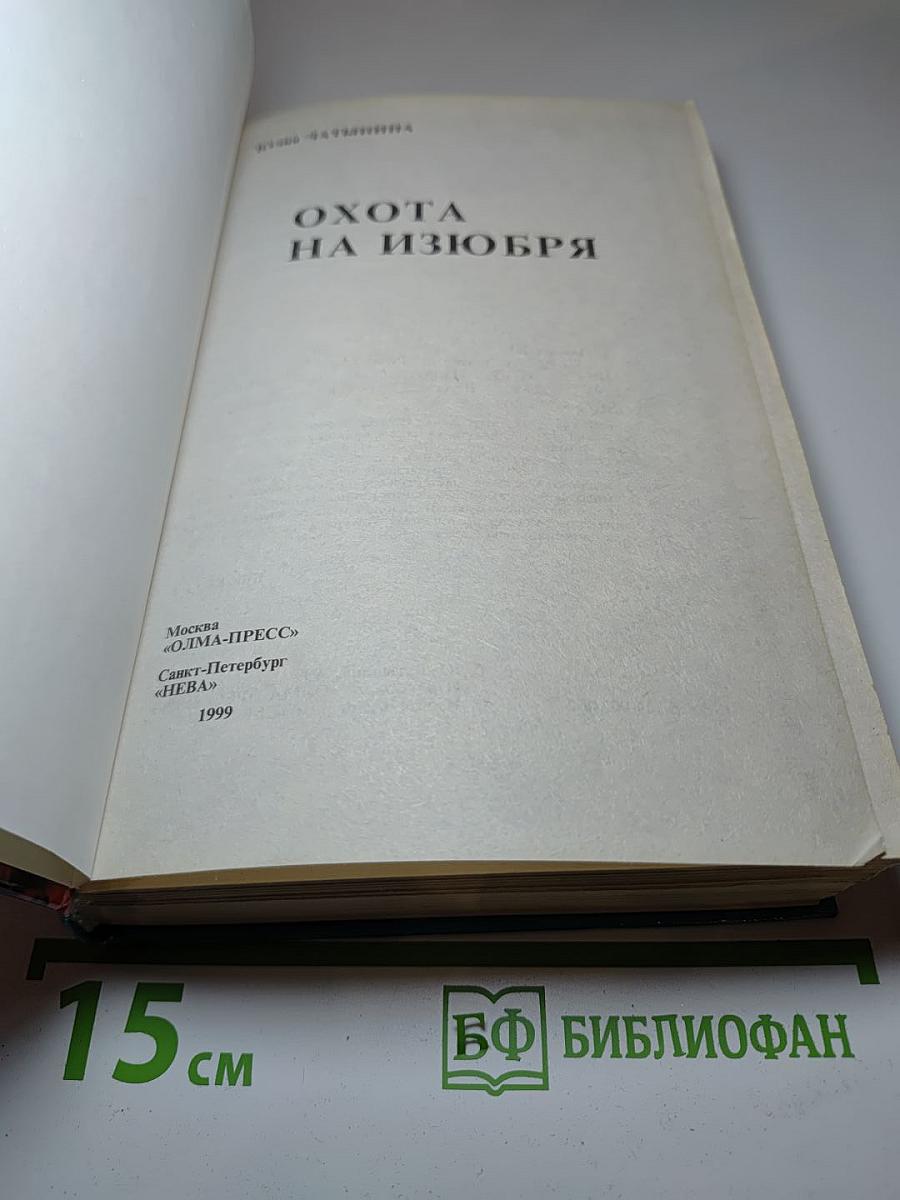 ОХОТА
НА ИЗЮБРЯ
Москва
«ОЛМА-ПРЕСС»
Санкт-Петербург
«НЕВА»
1999
15 см
БФ БИБЛИОФАН